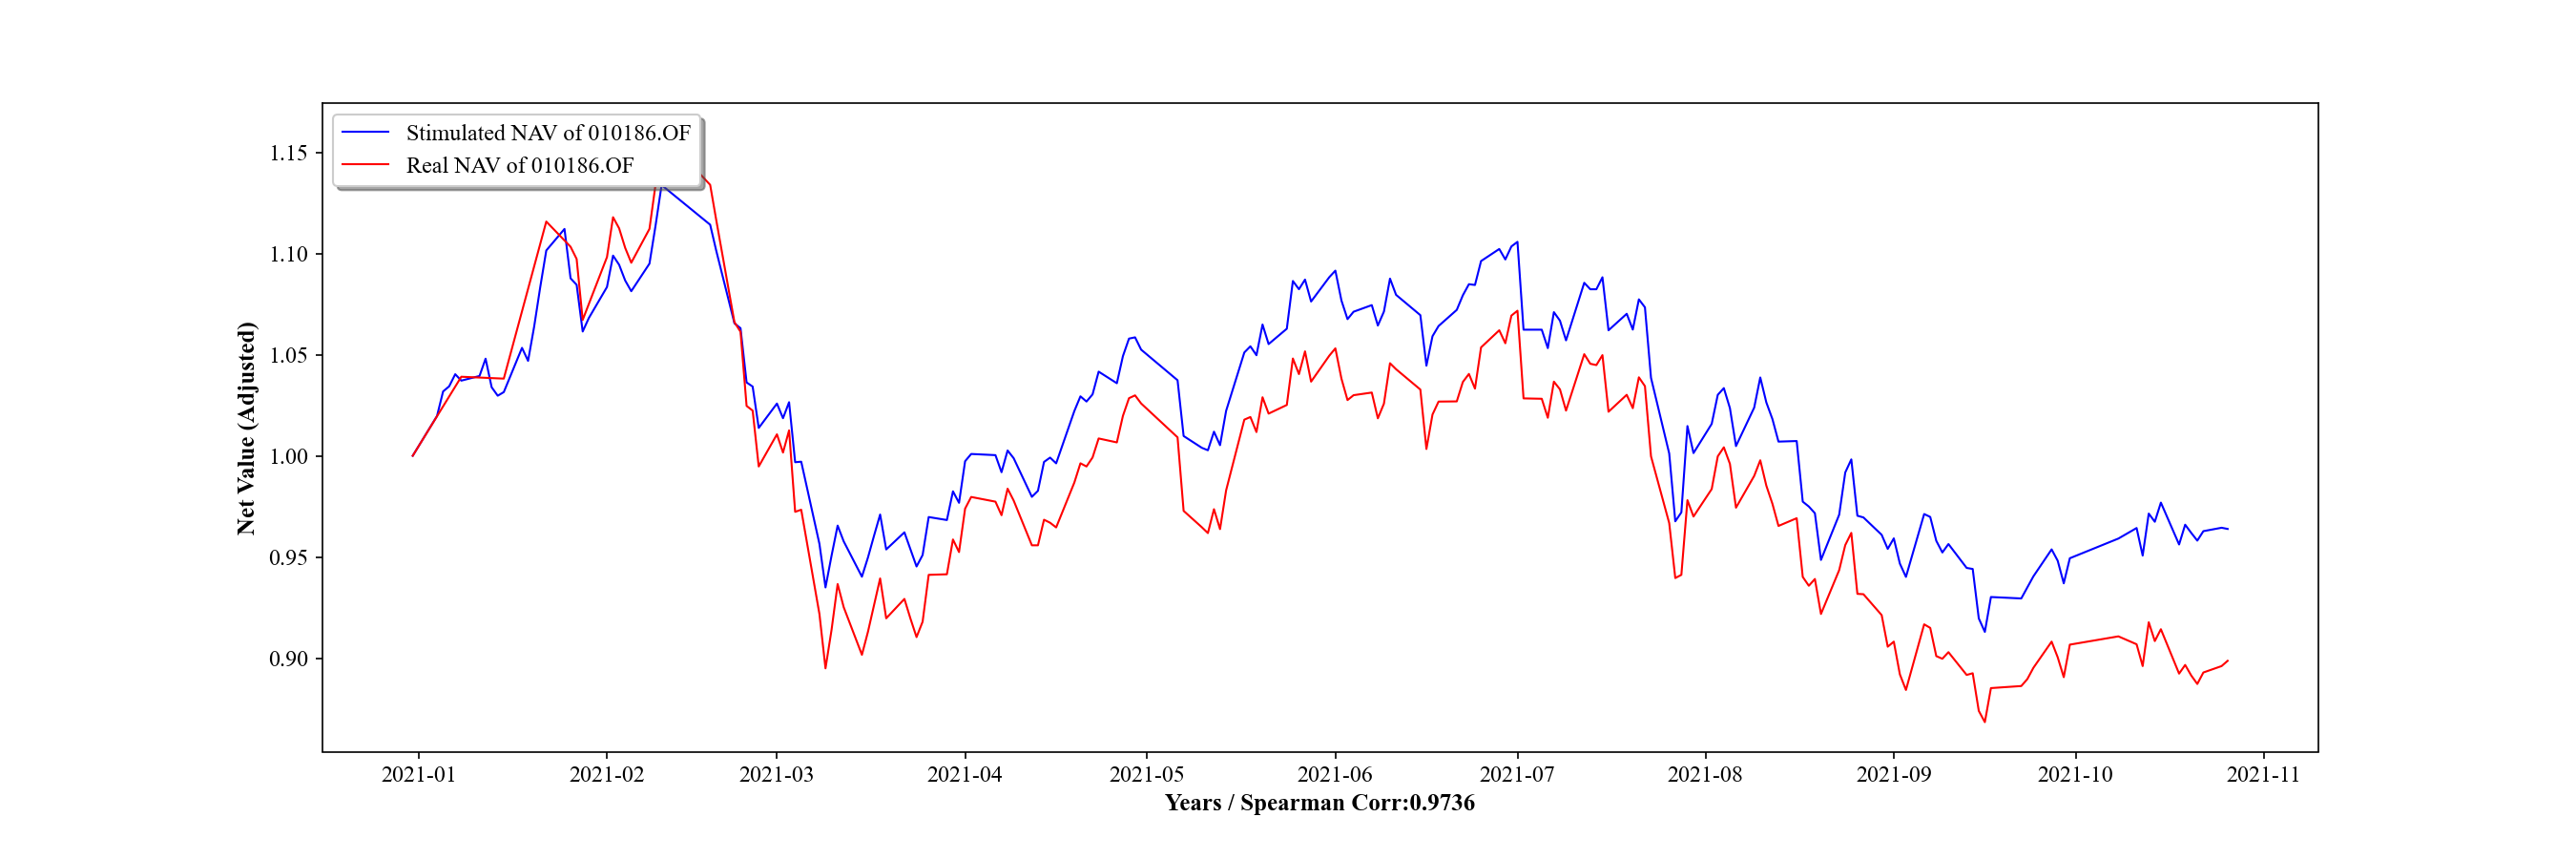 Stimulated NAV of 010186.OF
Real NAV of 010186.OF
1.15
1.10
1.05
1.00
0.95
0.90
Net Value (Adjusted)
2021-01 2021-02 2021-03 2021-04 2021-05 2021-06 2021-07 2021-08 2021-09 2021-10 2021-11
Years / Spearman Corr:0.9736